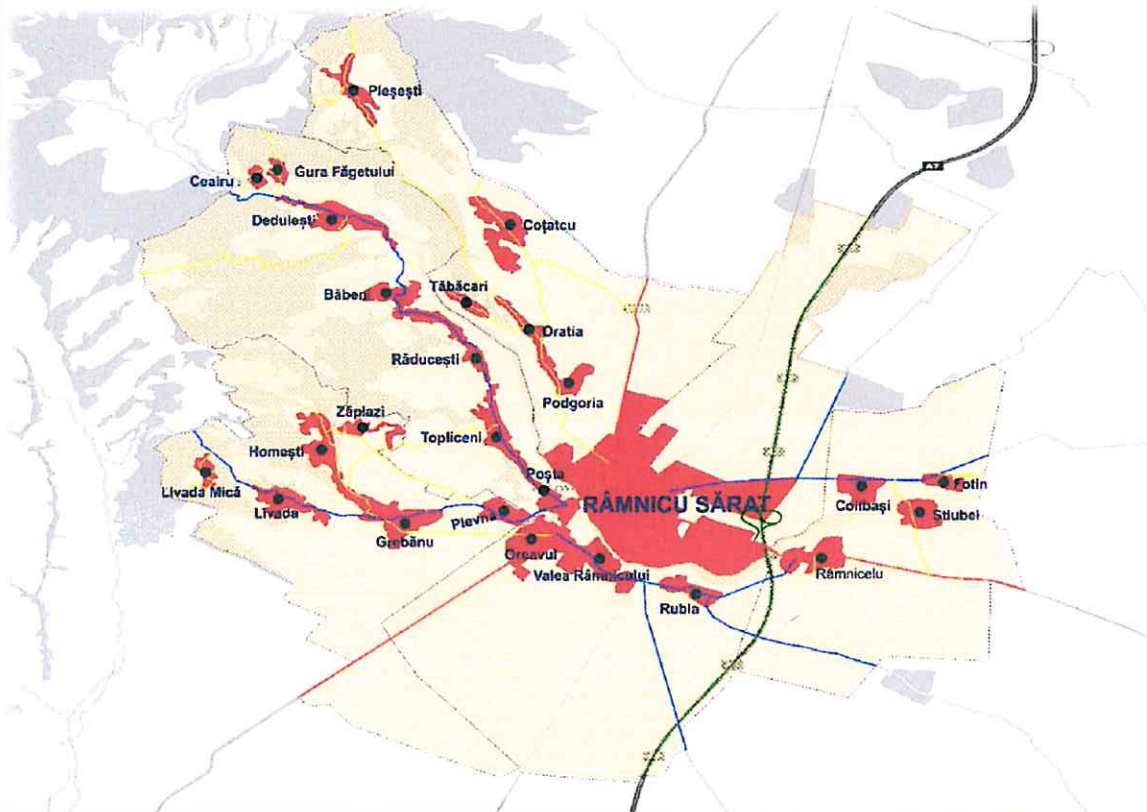 Pleșești
A7
Gura Făgetului
Ceairu
Dedulești
Coțatcu
Băbeni
Tăbăcari
Oratia
Răducești
Podgoria
Zăplazi
Topliceni
Homești
Poșta
Livada Mică
Livada
RÂMNICU SĂRAT
Fotin
Colibași
Știubei
Plevna
Grebănu
Greavul
Valea Râmnicului
Râmnicelu
Rubla